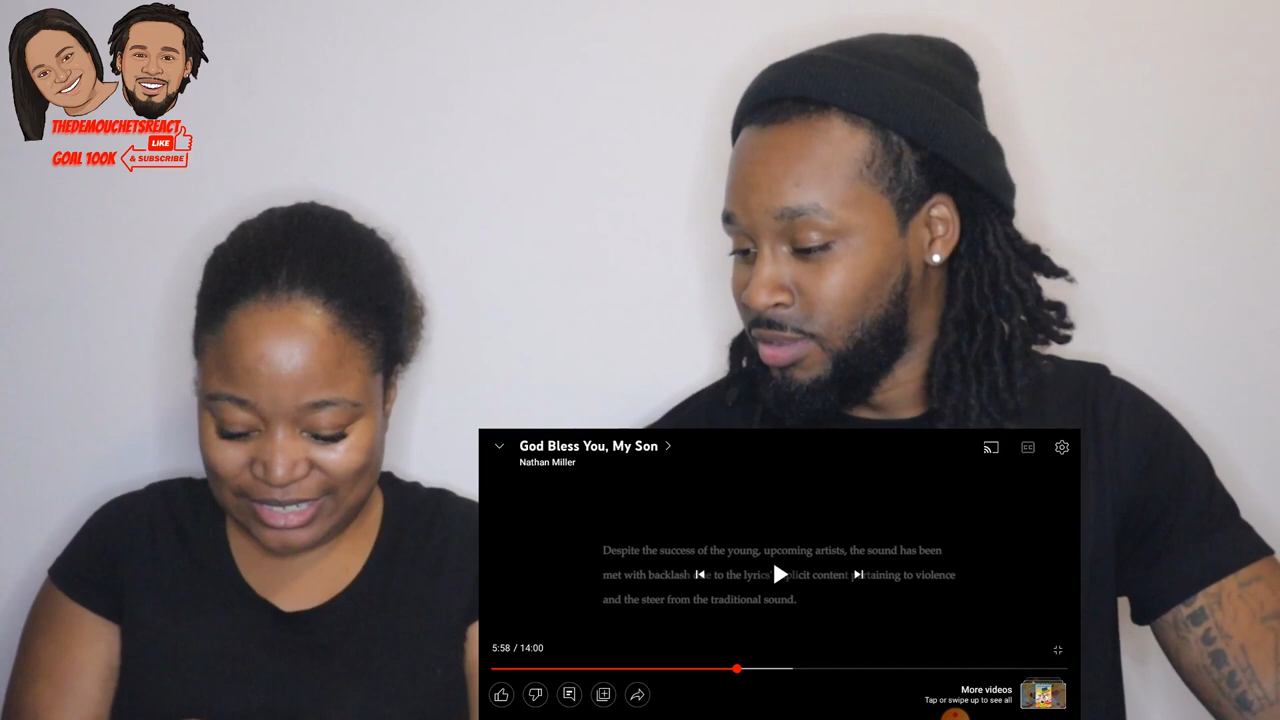 THEDEMOUCHETSREACT
LIKE
GOAL 100K
& SUBSCRIBE
God Bless You, My Son
Nathan Miller
CC
Despite the success of the young, upcoming artists, the sound has been
met with backlash to the lyrics' content pertaining to violence
and the steer from the traditional sound.
5:58 / 14:00
More videos
Tap or swipe up to see all